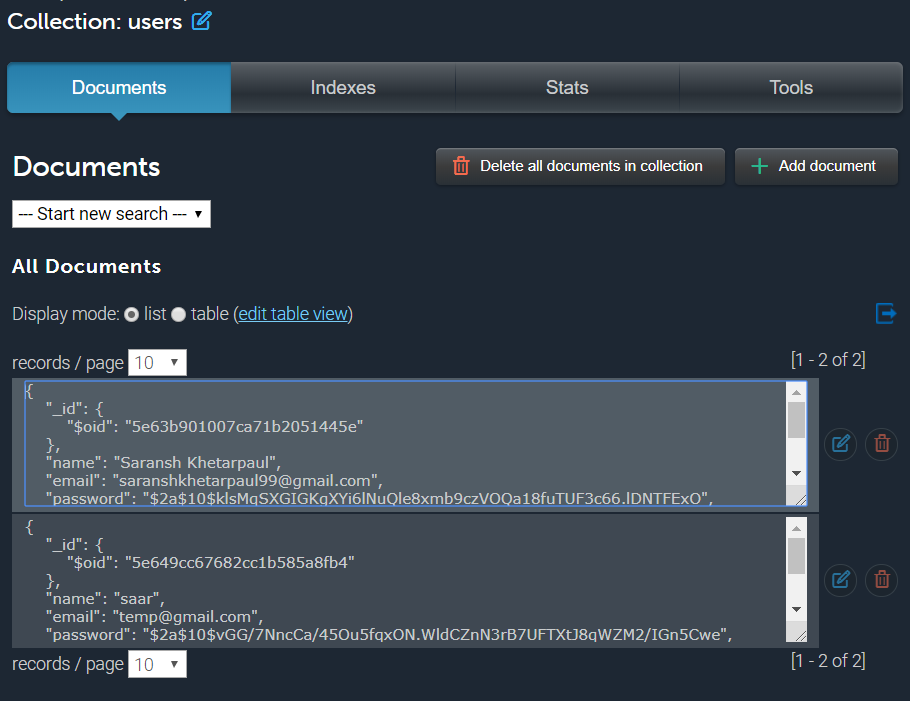 Collection: users
Documents Indexes Stats Tools
Documents
Delete all documents in collection
Add document
--- Start new search ---
All Documents
Display mode: list table (edit table view)
records / page 10
[1 - 2 of 2]
{
"_id": {
"$oid": "5e63b901007ca71b2051445e"
},
"name": "Saransh Khetarpaul",
"email": "saranshkhetarpaul99@gmail.com",
"password": "$2a$10$klsMqSXGIGKgXYi6lNuQle8xmb9czVOQa18fuTUF3c66.lDNTFExO",
{
"_id": {
"$oid": "5e649cc67682cc1b585a8fb4"
},
"name": "saar",
"email": "temp@gmail.com",
"password": "$2a$10$vGG/7NncCa/45Ou5fqxON.WldCZnN3rB7UFTXtJ8qWZM2/IGn5Cwe",
records / page 10
[1 - 2 of 2]